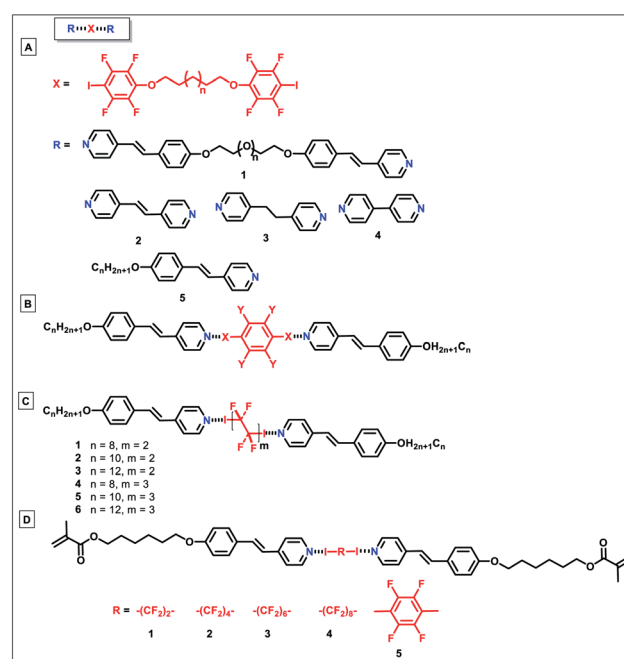 R····X····R
A
X =
I F F F F O n O F F F F I
R =
N O O n O N
1
N N N N N N
2 3 4
CnH2n+1O N
5
B
CnH2n+1O N X Y Y Y Y X N OH2n+1Cn
C
CnH2n+1O N I F F F F m I N OH2n+1Cn
1 n = 8, m = 2
2 n = 10, m = 2
3 n = 12, m = 2
4 n = 8, m = 3
5 n = 10, m = 3
6 n = 12, m = 3
D
O O O N I–R–I N O O O
R = -(CF2)2- -(CF2)4- -(CF2)6- -(CF2)8- F F F F
1 2 3 4 5